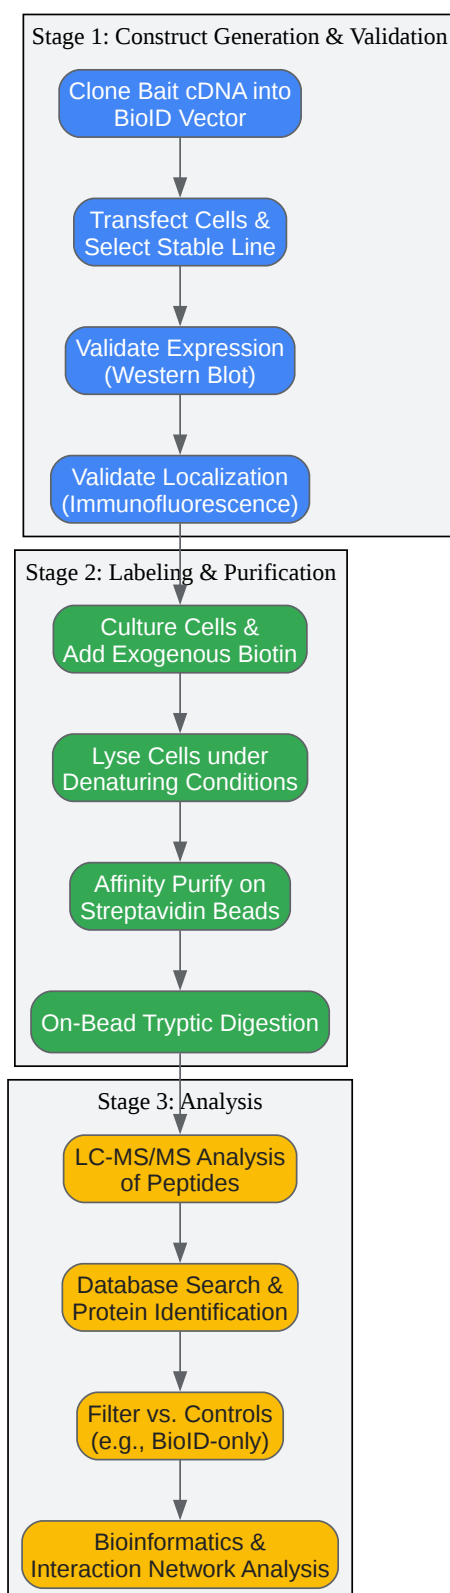 Stage 1: Construct Generation & Validation
Clone Bait cDNA into
BioID Vector
Transfect Cells &
Select Stable Line
Validate Expression
(Western Blot)
Validate Localization
(Immunofluorescence)
Stage 2: Labeling & Purification
Culture Cells &
Add Exogenous Biotin
Lyse Cells under
Denaturing Conditions
Affinity Purify on
Streptavidin Beads
On-Bead Tryptic Digestion
Stage 3: Analysis
LC-MS/MS Analysis
of Peptides
Database Search &
Protein Identification
Filter vs. Controls
(e.g., BioID-only)
Bioinformatics &
Interaction Network Analysis